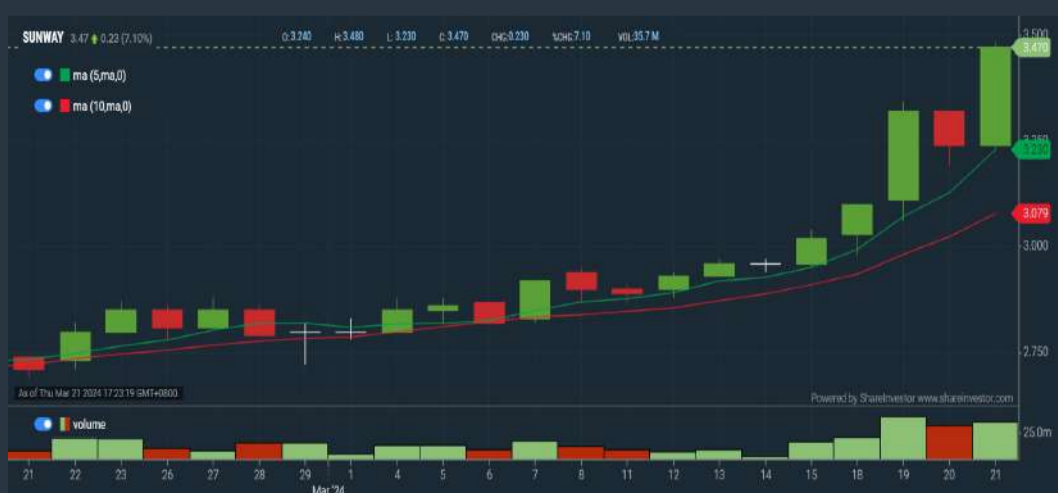 SUNWAY 3.47 0.23 (7.10%) O:3.240 H:3.480 L:3.230 C:3.470 CHG:0.230 %CHG:7.10 VOL:35.7 M
3.500
3.470
ma (5,ma,0)
ma (10,ma,0)
3.250
3.230
3.079
3.000
2.750
As of Thu Mar 21 2024 17:23:19 GMT+0800
Powered by ShareInvestor www.shareinvestor.com
volume
25.0m
21 22 23 26 27 28 29 1 4 5 6 7 8 11 12 13 14 15 18 19 20 21
Mar '24